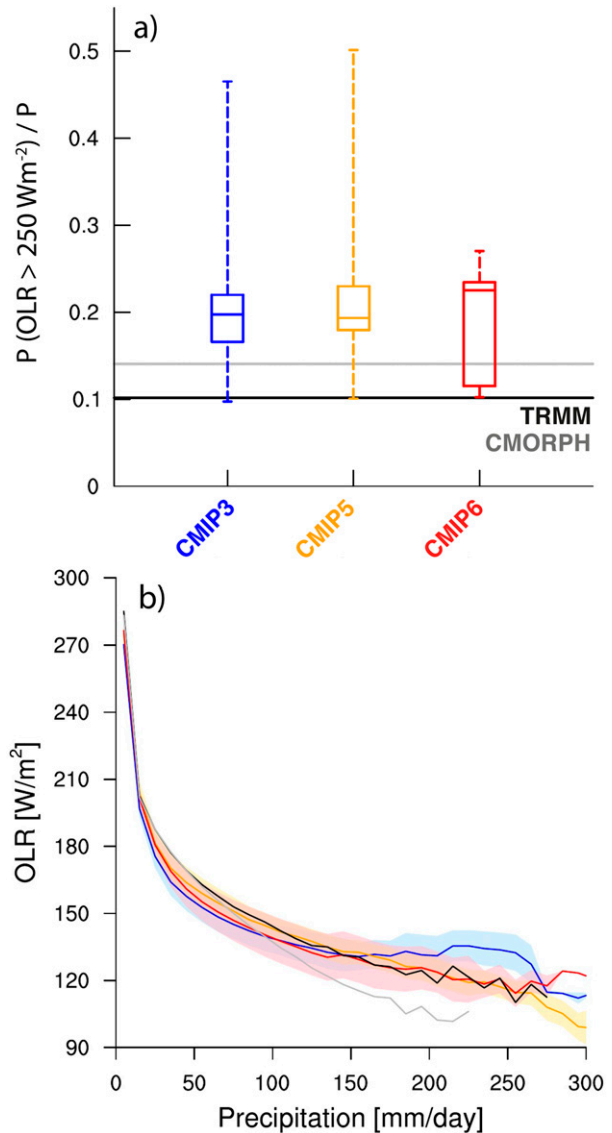 a)
P (OLR > 250 Wm⁻²) / P
0.5
0.4
0.3
0.2
0.1
0
TRMM
CMORPH
CMIP3
CMIP5
CMIP6
b)
OLR [W/m²]
300
270
240
210
180
150
120
90
0
50
100
150
200
250
300
Precipitation [mm/day]